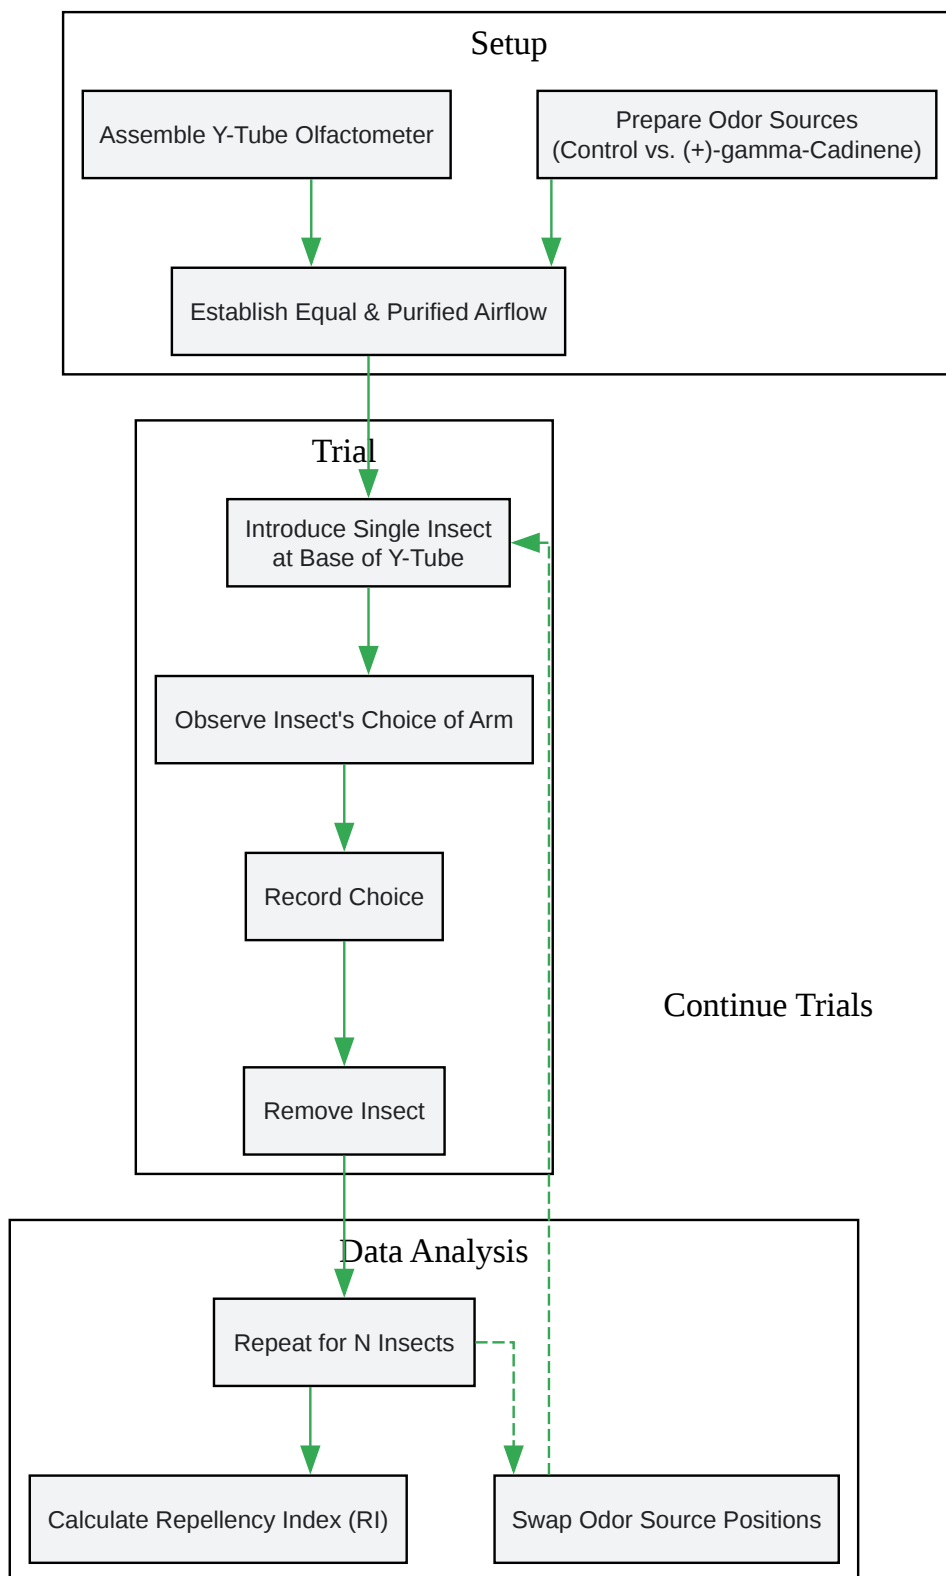 Setup
Assemble Y-Tube Olfactometer
Prepare Odor Sources
(Control vs. (+)-gamma-Cadinene)
Establish Equal & Purified Airflow
Trial
Introduce Single Insect
at Base of Y-Tube
Observe Insect's Choice of Arm
Record Choice
Continue Trials
Remove Insect
Data Analysis
Repeat for N Insects
Calculate Repellency Index (RI)
Swap Odor Source Positions